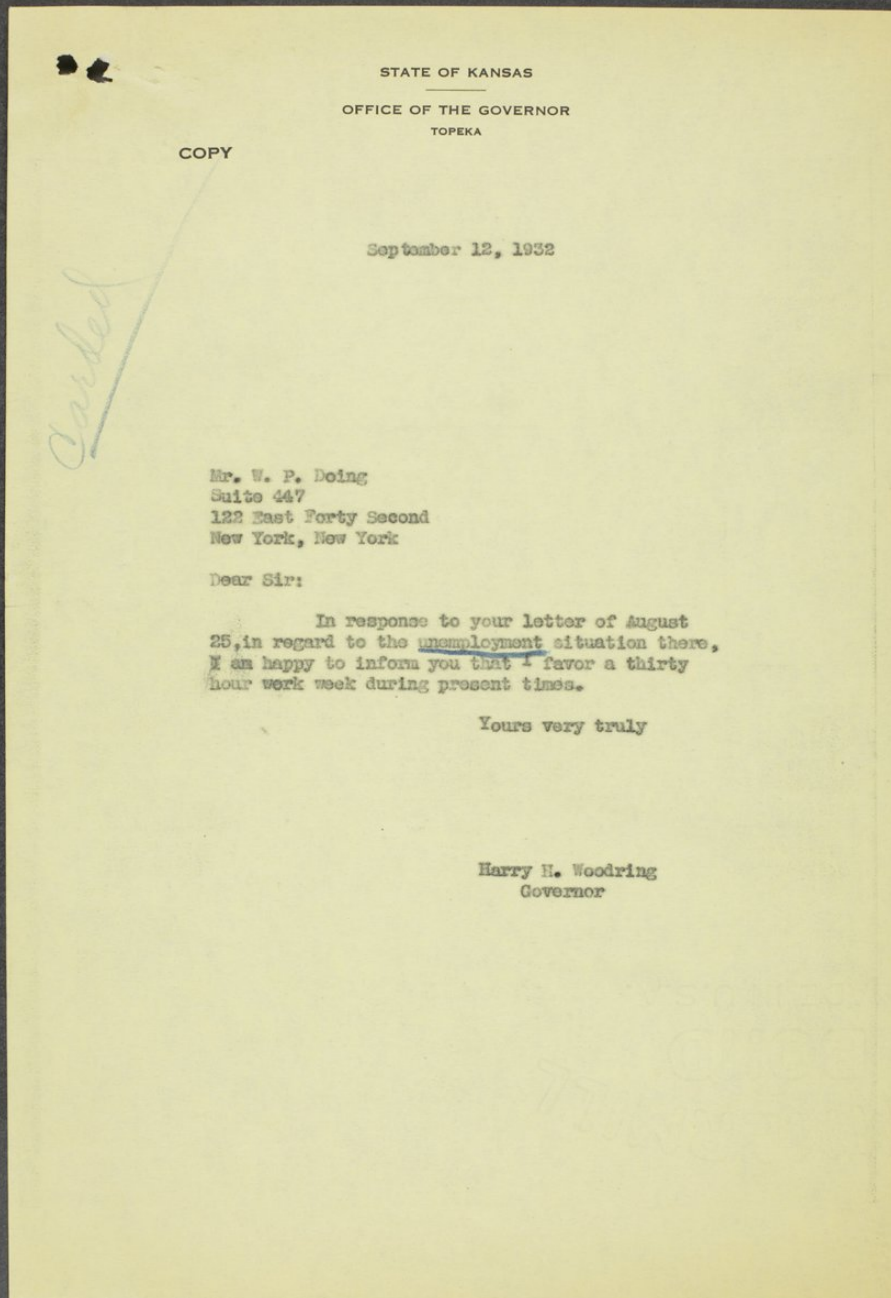 STATE OF KANSAS
OFFICE OF THE GOVERNOR
TOPEKA
COPY
September 12, 1932
Carded
Mr. W. P. Doing
Suite 447
122 East Forty Second
New York, New York
Dear Sir:
In response to your letter of August
25,in regard to the unemployment situation there,
I am happy to inform you that I favor a thirty
hour work week during present times.
Yours very truly
Harry H. Woodring
Governor